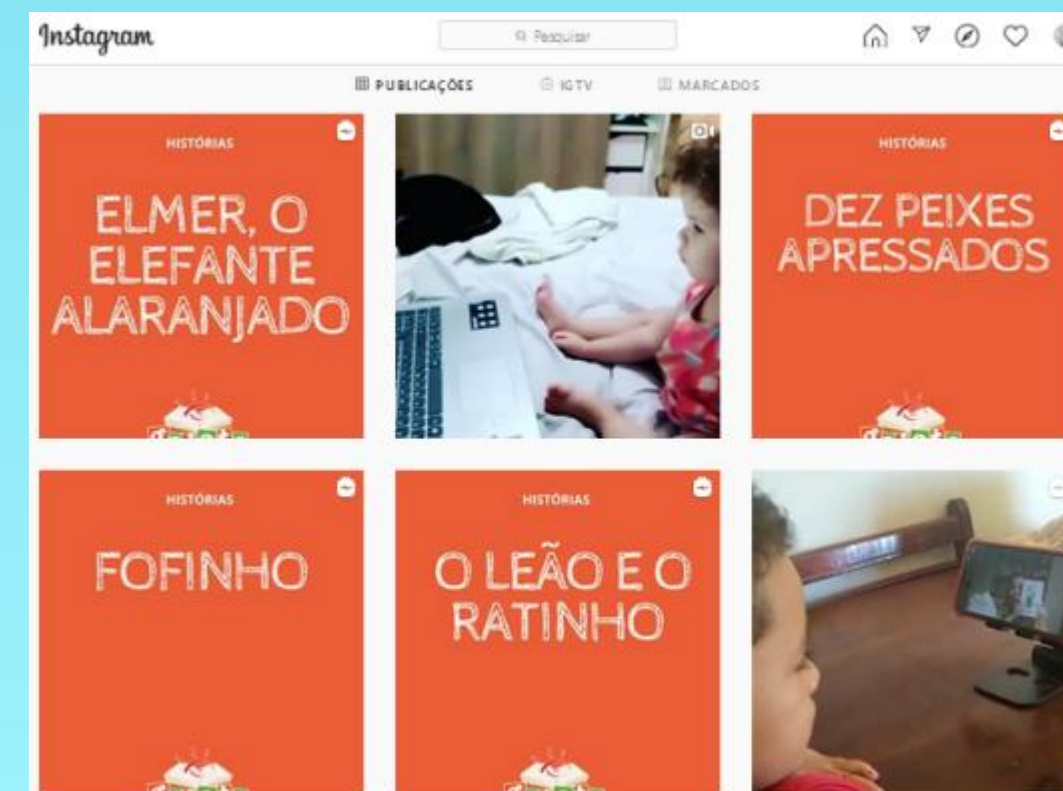 Instagram
Pesquisar
PUBLICAÇÕES
IGTV
MARCADOS
HISTÓRIAS
ELMER, O
ELEFANTE
ALARANJADO
HISTÓRIAS
DEZ PEIXES
APRESSADOS
HISTÓRIAS
FOFINHO
HISTÓRIAS
O LEÃO E O
RATINHO